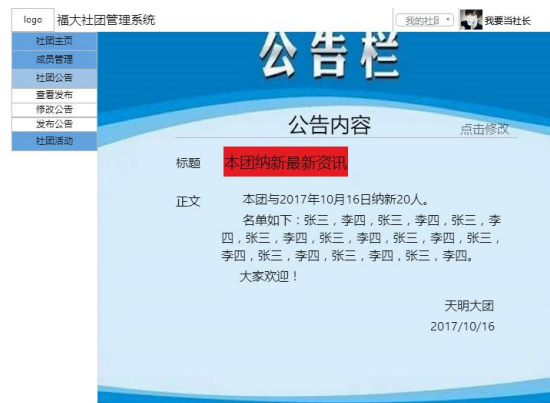 logo 福大社团管理系统 我的社团 我要当社长
社团主页
成员管理
社团公告
查看发布
修改公告
发布公告
社团活动
公告栏
公告内容 点击修改
标题 本团纳新最新资讯
正文 本团与2017年10月16日纳新20人。
名单如下：张三，李四，张三，李四，张三，李
四，张三，李四，张三，李四，张三，李四，张三，
李四，张三，李四，张三，李四，张三，李四。
大家欢迎！
天明大团
2017/10/16